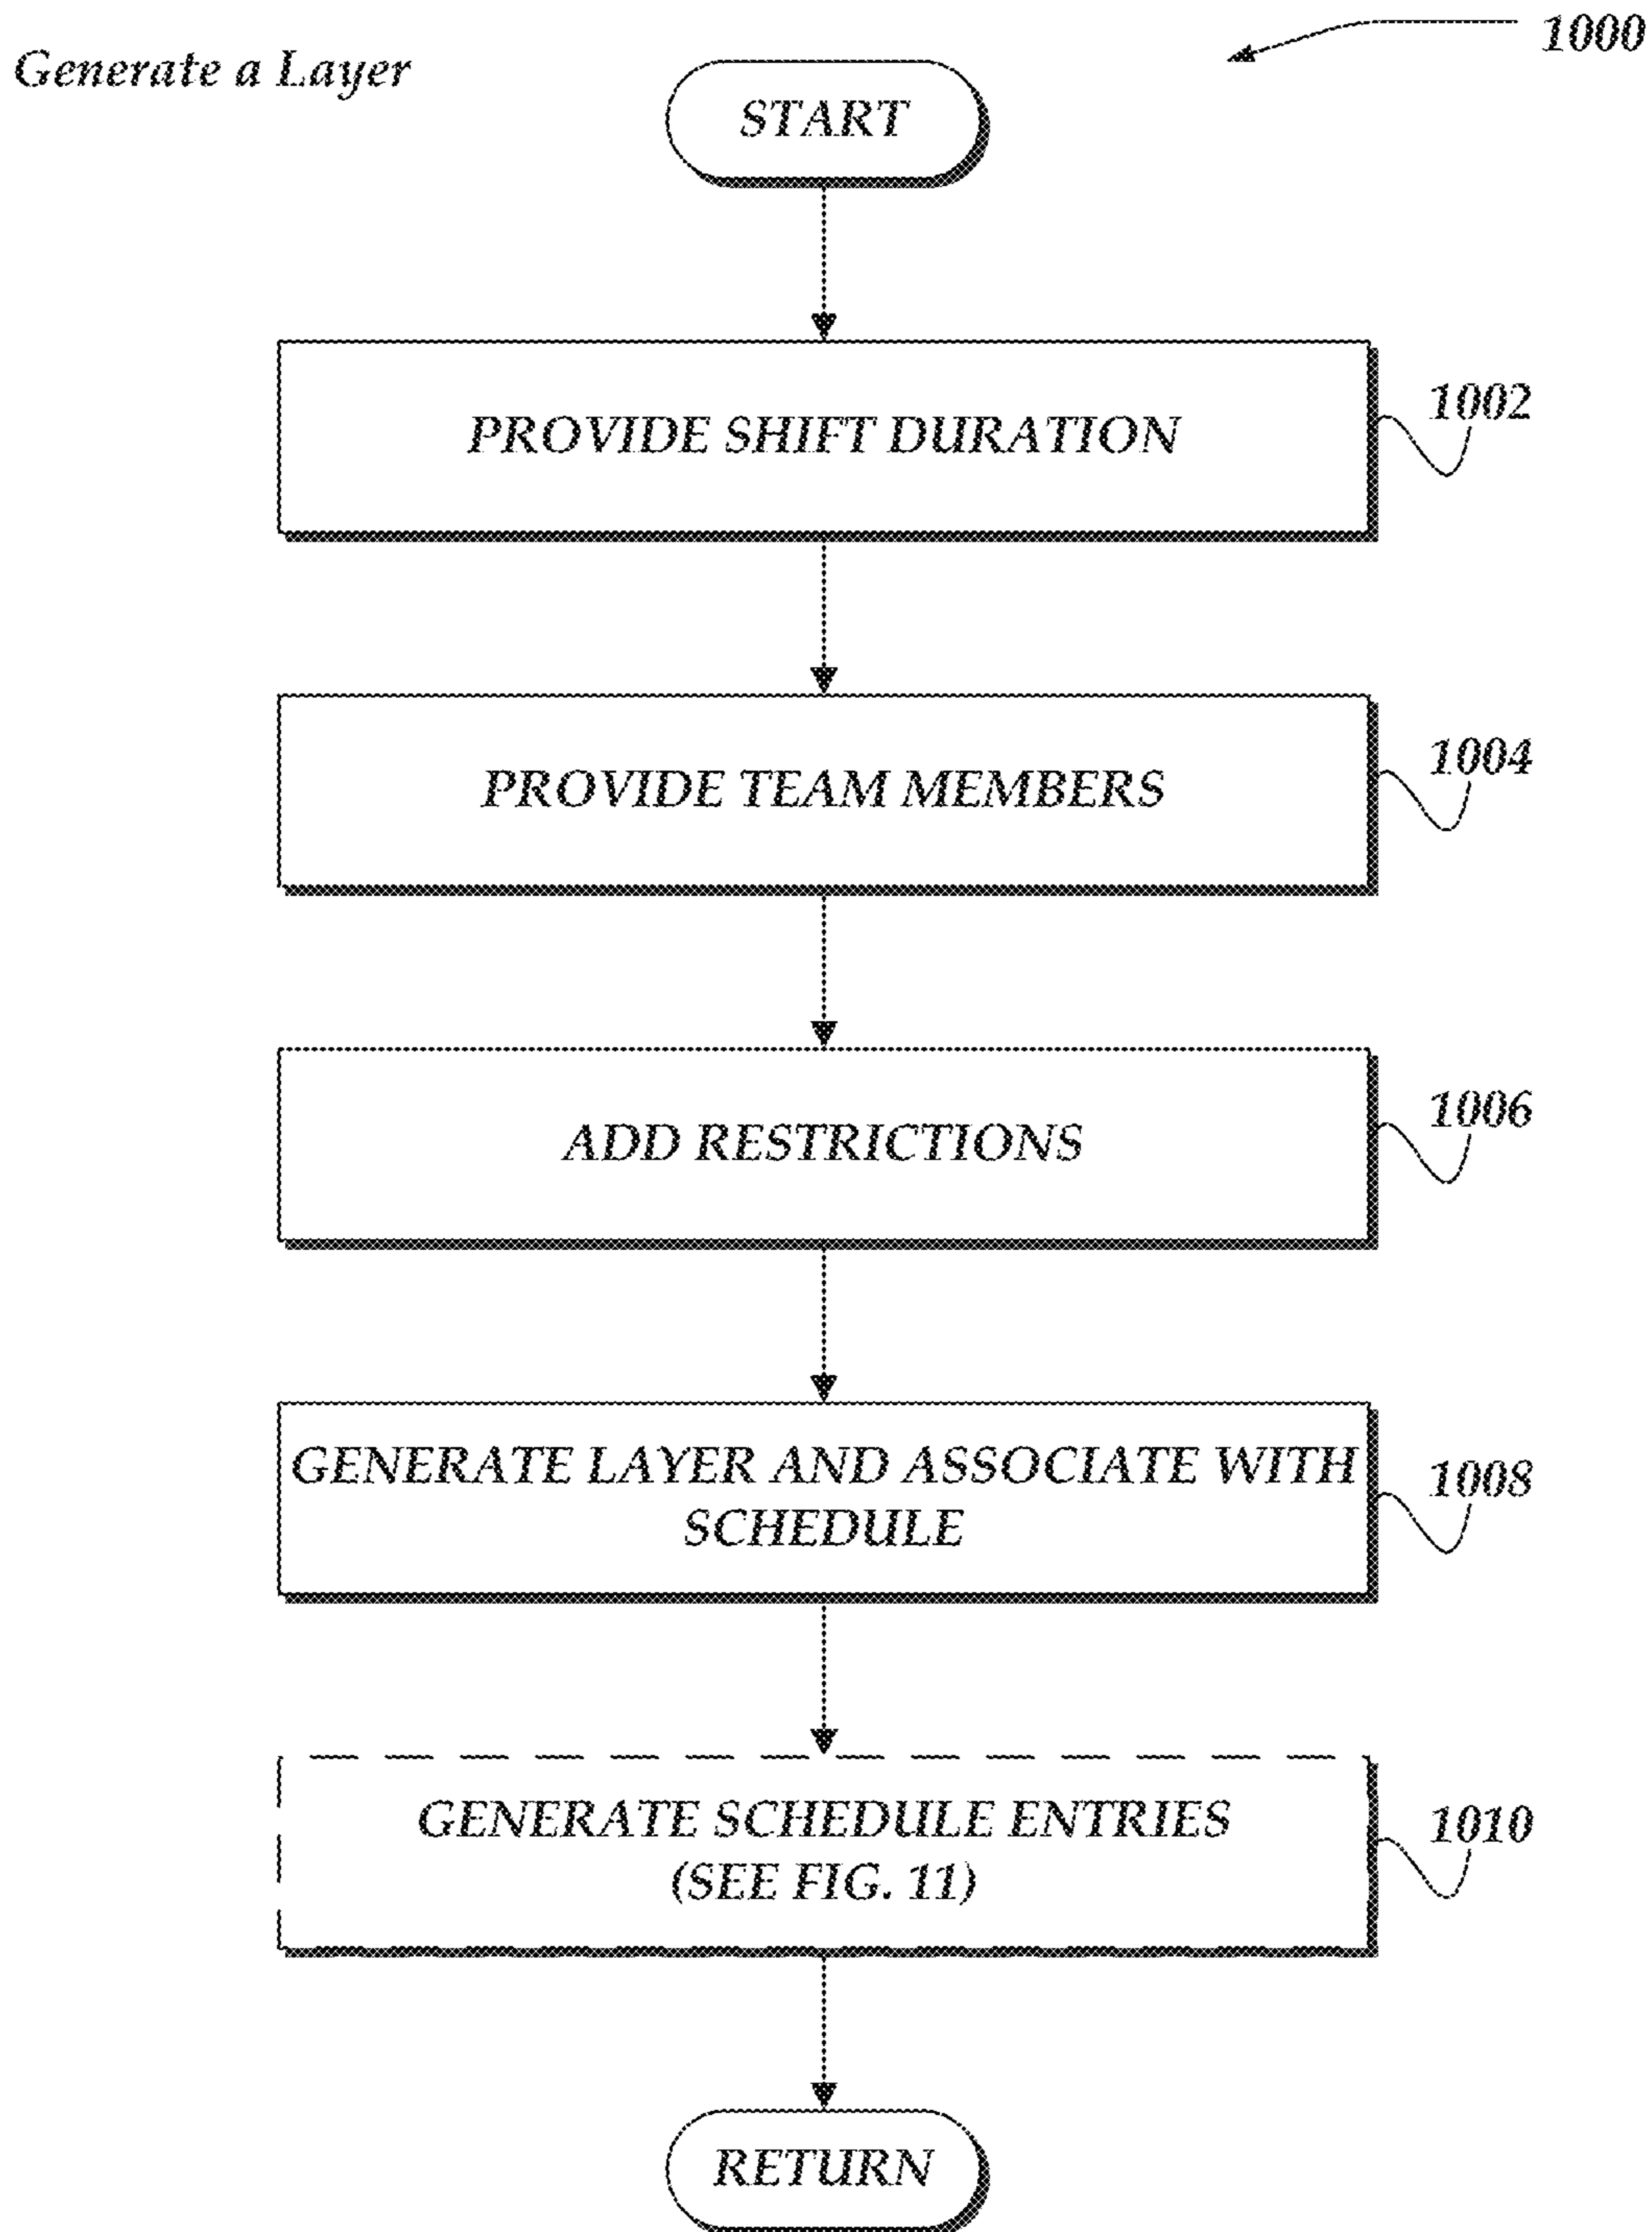 1000
Generate a Layer
START
PROVIDE SHIFT DURATION
1002
PROVIDE TEAM MEMBERS
1004
ADD RESTRICTIONS
1006
GENERATE LAYER AND ASSOCIATE WITH
SCHEDULE
1008
GENERATE SCHEDULE ENTRIES
(SEE FIG. 11)
1010
RETURN